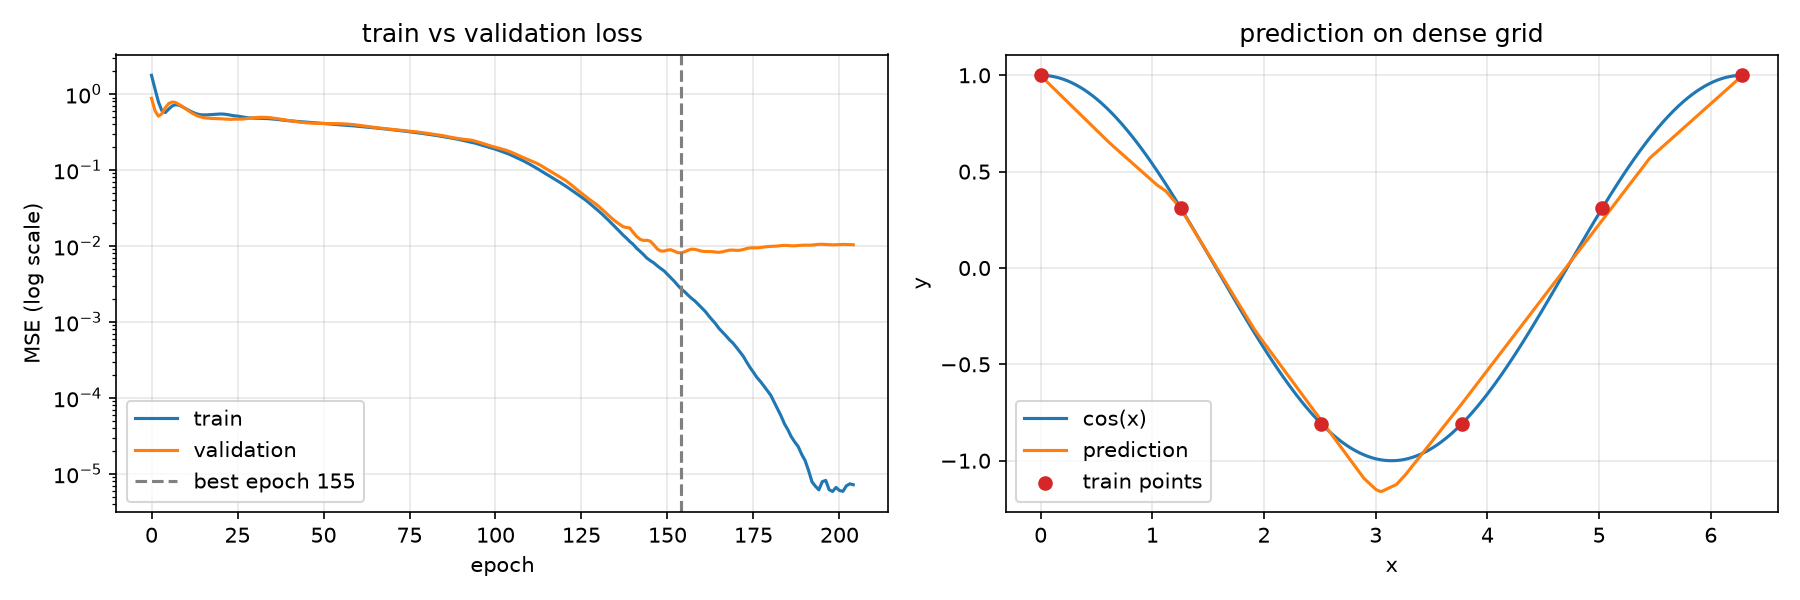 train vs validation loss
MSE (log scale)
10⁰
10⁻¹
10⁻²
10⁻³
10⁻⁴
10⁻⁵
train
validation
best epoch 155
0 25 50 75 100 125 150 175 200
epoch
prediction on dense grid
y
1.0
0.5
0.0
−0.5
−1.0
cos(x)
prediction
train points
0 1 2 3 4 5 6
x